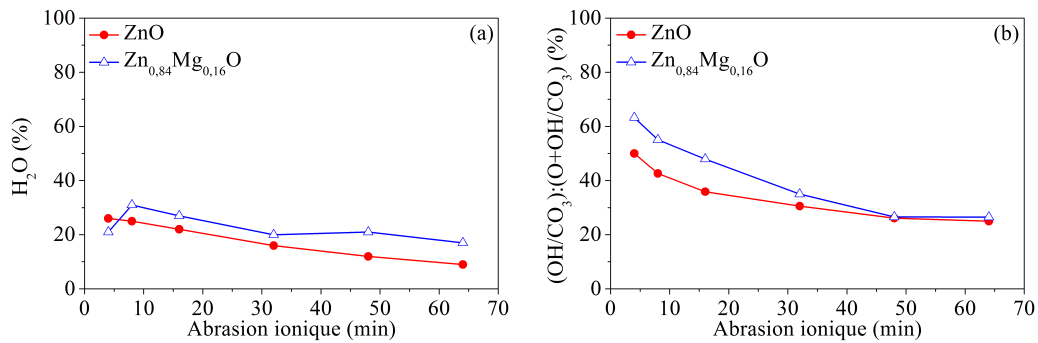 (a)
ZnO
Zn0,84Mg0,16O
H2O (%)
100
80
60
40
20
0
0 10 20 30 40 50 60 70
Abrasion ionique (min)
(b)
ZnO
Zn0,84Mg0,16O
(OH/CO3):(O+OH/CO3) (%)
100
80
60
40
20
0
0 10 20 30 40 50 60 70
Abrasion ionique (min)